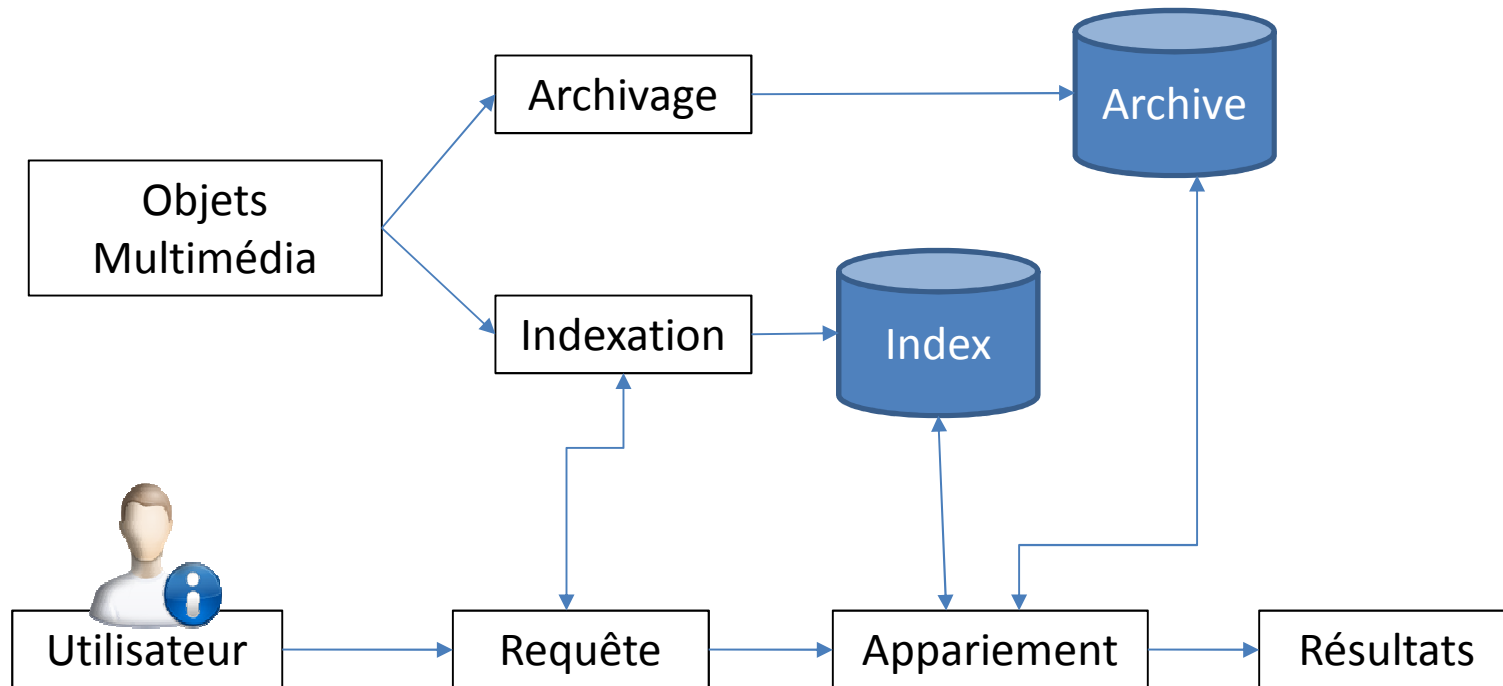 Archivage
Archive
Objets
Multimédia
Indexation
Index
Utilisateur
Requête
Appariement
Résultats